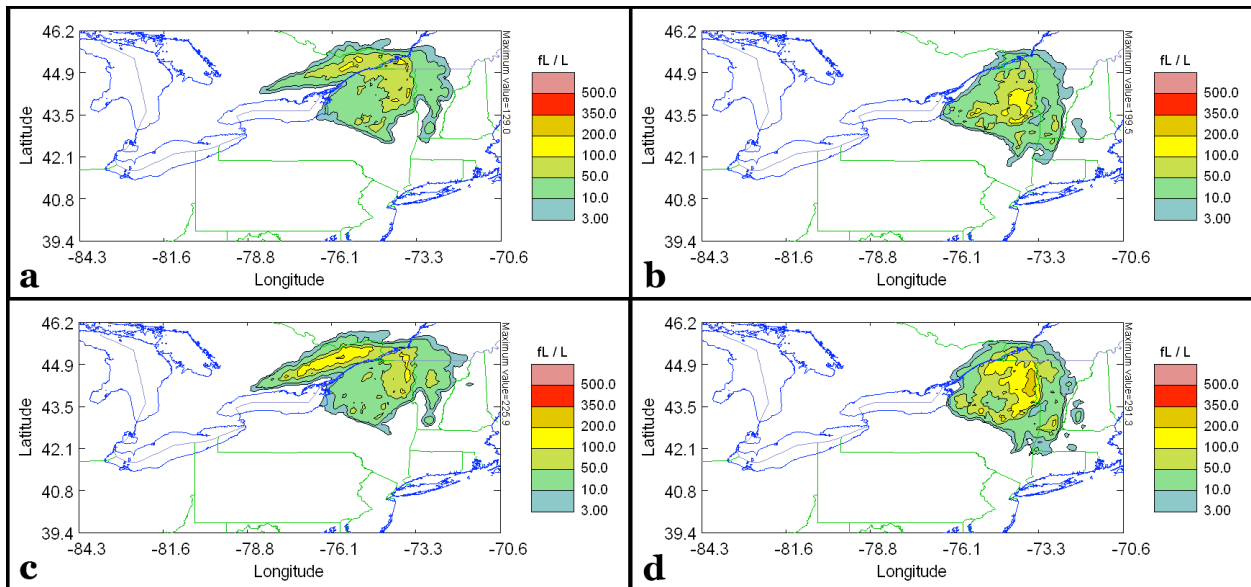 46.2
44.9
43.5
42.1
40.8
39.4
Latitude
-84.3 -81.6 -78.8 -76.1 -73.3 -70.6
Longitude
Maximum value=129.0
fL / L
500.0
350.0
200.0
100.0
50.0
10.0
3.00
a
46.2
44.9
43.5
42.1
40.8
39.4
Latitude
-84.3 -81.6 -78.8 -76.1 -73.3 -70.6
Longitude
Maximum value=199.5
fL / L
500.0
350.0
200.0
100.0
50.0
10.0
3.00
b
46.2
44.9
43.5
42.1
40.8
39.4
Latitude
-84.3 -81.6 -78.8 -76.1 -73.3 -70.6
Longitude
Maximum value=225.9
fL / L
500.0
350.0
200.0
100.0
50.0
10.0
3.00
c
46.2
44.9
43.5
42.1
40.8
39.4
Latitude
-84.3 -81.6 -78.8 -76.1 -73.3 -70.6
Longitude
Maximum value=291.3
fL / L
500.0
350.0
200.0
100.0
50.0
10.0
3.00
d